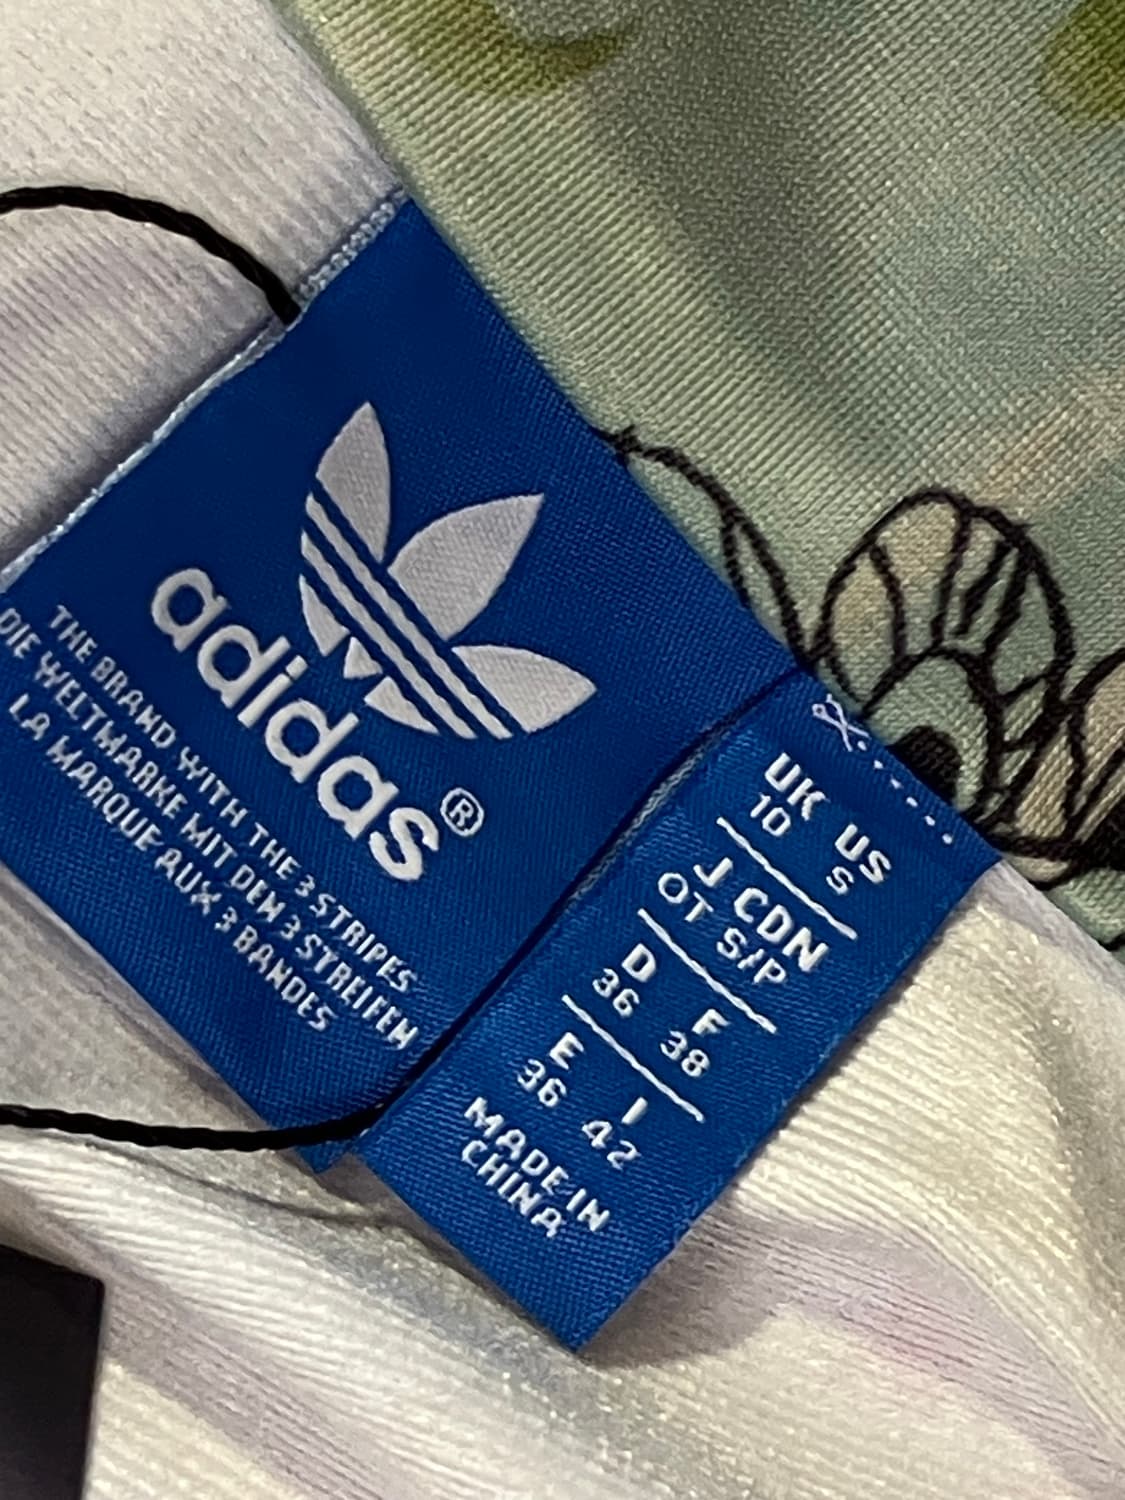 adidas®
THE BRAND WITH THE 3 STRIPES
DIE WELTMARKE MIT DEM 3 STREIFEN
LA MARQUE AUX 3 BANDES
UK US
10 S
J CDN
OT S/P
D F
36 38
E I
36 42
MADE IN
CHINA